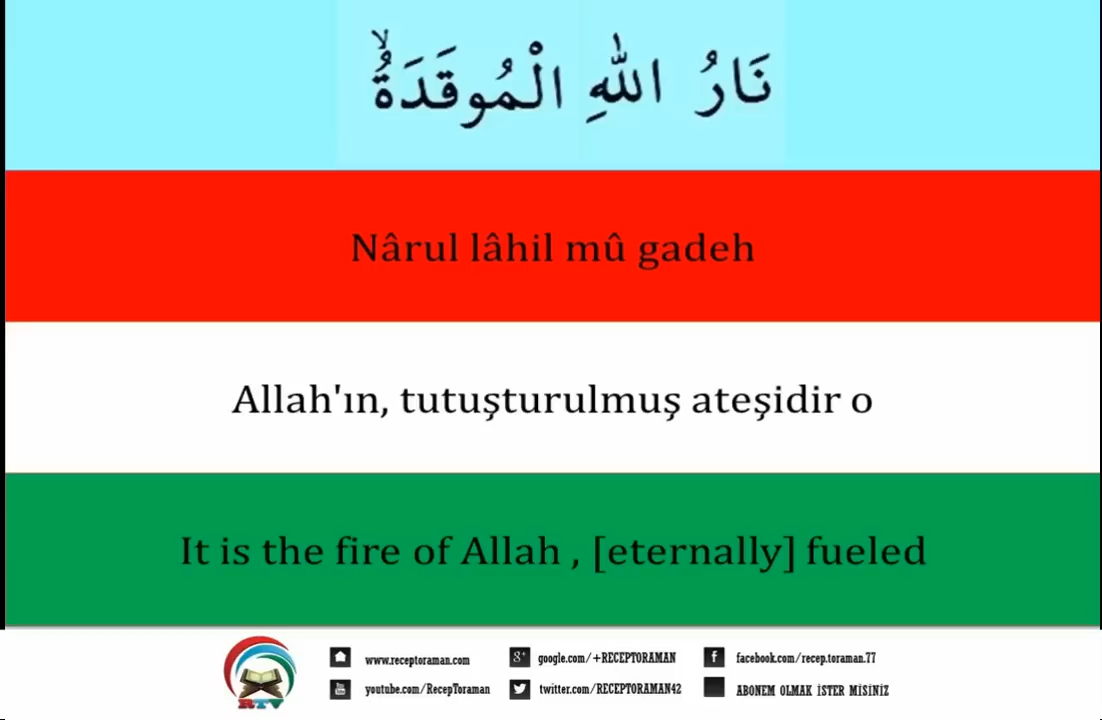 نَارُ اللّٰهِ الْمُوقَدَةُۙ
Nârul lâhil mû gadeh
Allah'ın, tutuşturulmuş ateşidir o
It is the fire of Allah , [eternally] fueled
www.receptoraman.com
google.com/+RECEPTORAMAN
facebook.com/recep.toraman.77
youtube.com/RecepToraman
twitter.com/RECEPTORAMAN42
ABONEM OLMAK İSTER MİSİNİZ
RTV